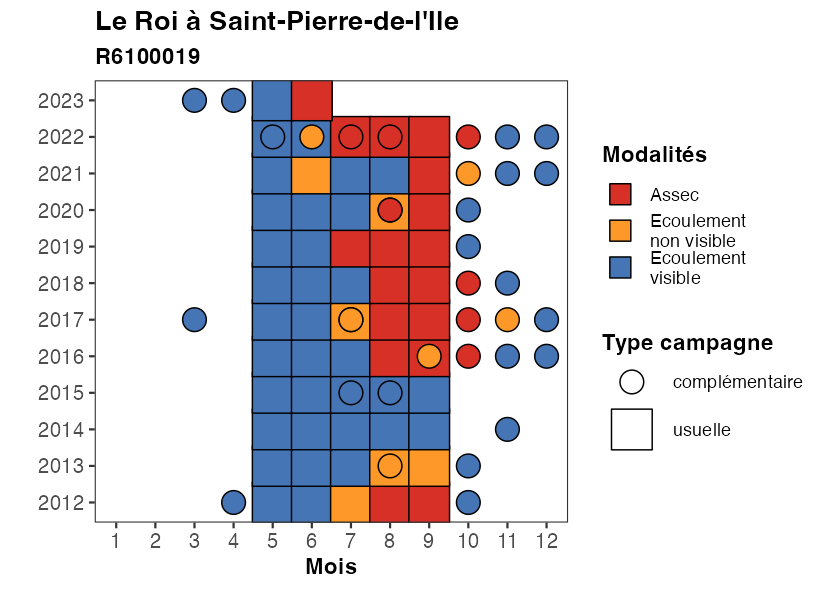 Le Roi à Saint-Pierre-de-l'Ile
R6100019
2023
2022
2021
2020
2019
2018
2017
2016
2015
2014
2013
2012
1 2 3 4 5 6 7 8 9 10 11 12
Mois
Modalités
Assec
Ecoulement
non visible
Ecoulement
visible
Type campagne
complémentaire
usuelle